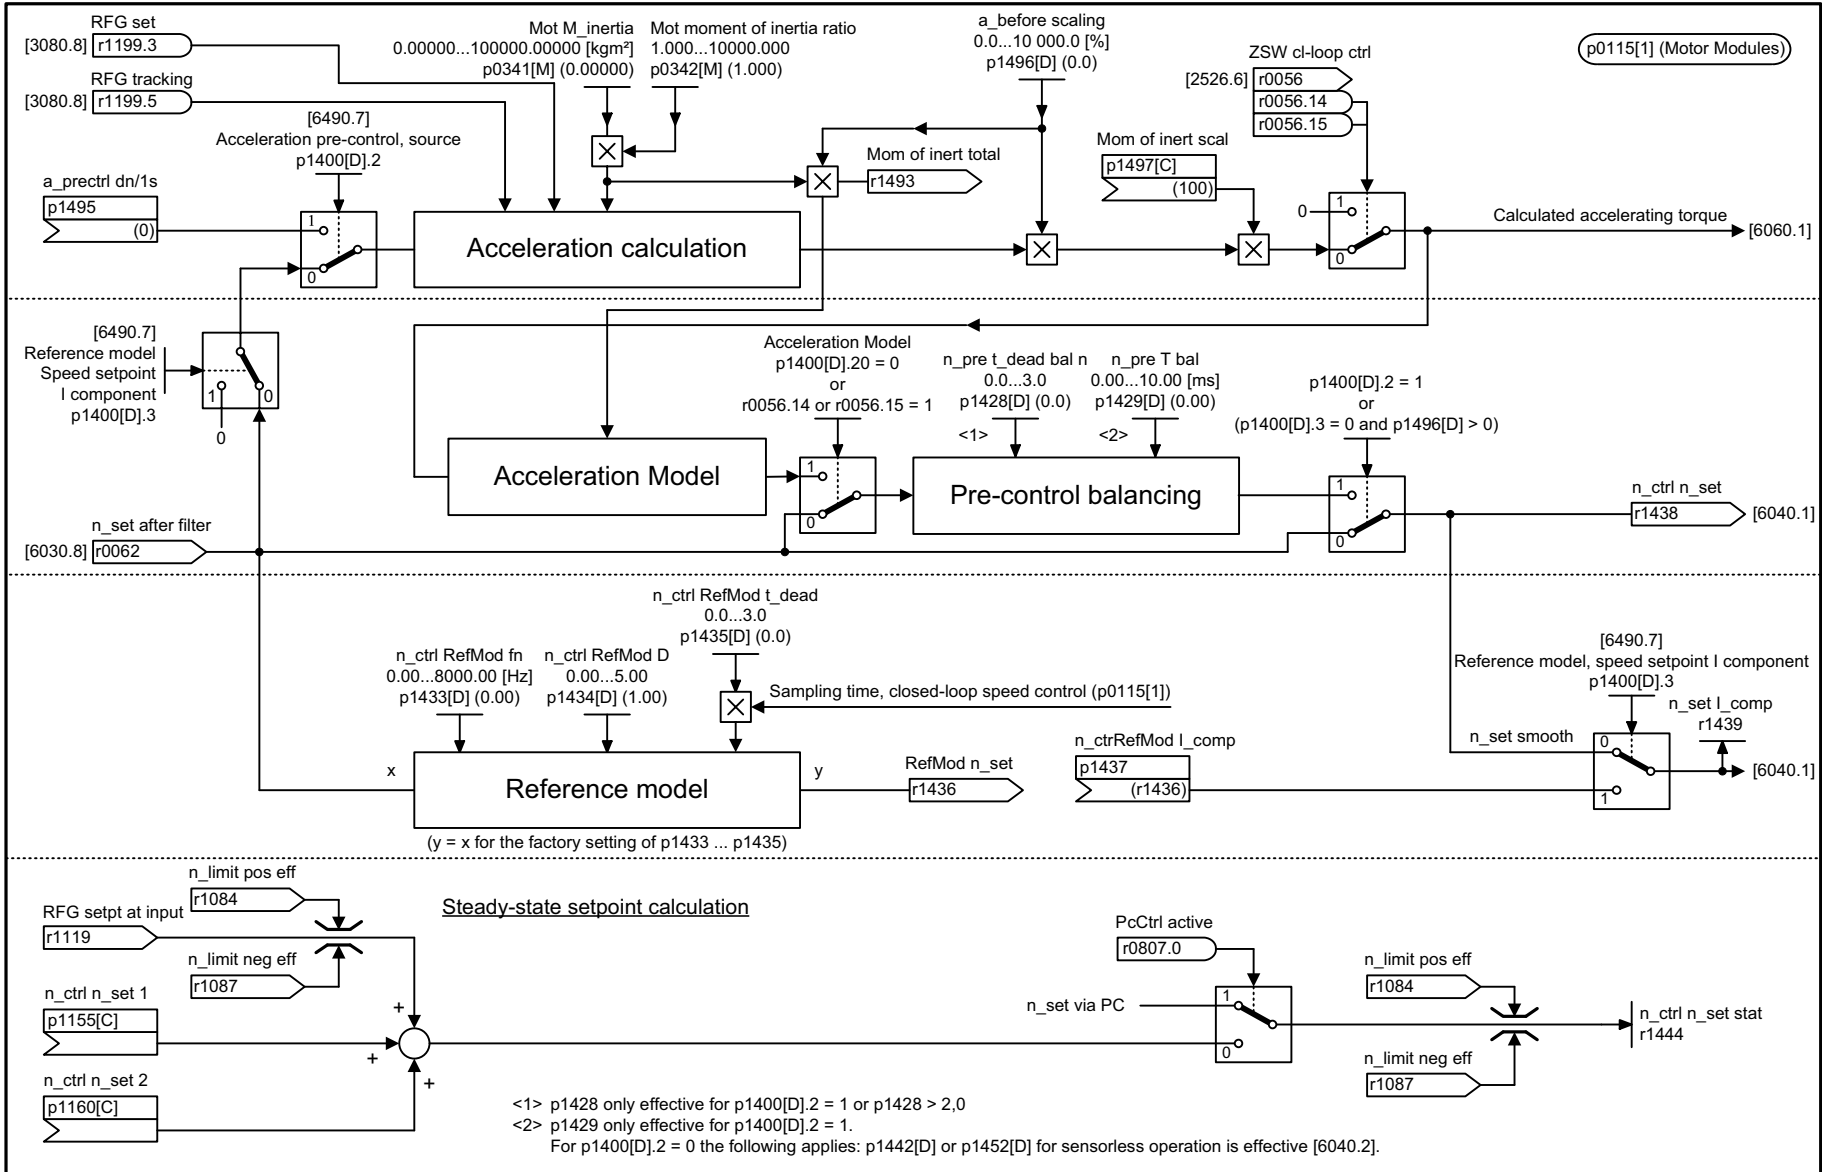 RFG set
[3080.8] r1199.3
RFG tracking
[3080.8] r1199.5
Mot M_inertia
0.00000...100000.00000 [kgm²]
p0341[M] (0.00000)
Mot moment of inertia ratio
1.000...10000.000
p0342[M] (1.000)
a_before scaling
0.0...10 000.0 [%]
p1496[D] (0.0)
ZSW cl-loop ctrl
[2526.6] r0056
r0056.14
r0056.15
p0115[1] (Motor Modules)
[6490.7]
Acceleration pre-control, source
p1400[D].2
a_prectrl dn/1s
p1495
(0)
1
0
Acceleration calculation
Mom of inert total
r1493
Mom of inert scal
p1497[C]
(100)
0
1
0
Calculated accelerating torque
[6060.1]
[6490.7]
Reference model
Speed setpoint
I component
p1400[D].3
1
0
0
Acceleration Model
p1400[D].20 = 0
or
r0056.14 or r0056.15 = 1
n_pre t_dead bal n
0.0...3.0
p1428[D] (0.0)
<1>
n_pre T bal
0.00...10.00 [ms]
p1429[D] (0.00)
<2>
p1400[D].2 = 1
or
(p1400[D].3 = 0 and p1496[D] > 0)
Acceleration Model
1
0
Pre-control balancing
1
0
n_ctrl n_set
r1438
[6040.1]
n_set after filter
[6030.8] r0062
n_ctrl RefMod t_dead
0.0...3.0
p1435[D] (0.0)
n_ctrl RefMod fn
0.00...8000.00 [Hz]
p1433[D] (0.00)
n_ctrl RefMod D
0.00...5.00
p1434[D] (1.00)
Sampling time, closed-loop speed control (p0115[1])
[6490.7]
Reference model, speed setpoint I component
p1400[D].3
n_set I_comp
r1439
n_set smooth
0
1
[6040.1]
x
Reference model
y
RefMod n_set
r1436
n_ctrRefMod I_comp
p1437
(r1436)
(y = x for the factory setting of p1433 ... p1435)
n_limit pos eff
r1084
RFG setpt at input
r1119
n_limit neg eff
r1087
Steady-state setpoint calculation
n_ctrl n_set 1
p1155[C]
n_ctrl n_set 2
p1160[C]
+
+
+
PcCtrl active
r0807.0
n_set via PC
1
0
n_limit pos eff
r1084
n_limit neg eff
r1087
n_ctrl n_set stat
r1444
<1> p1428 only effective for p1400[D].2 = 1 or p1428 > 2,0
<2> p1429 only effective for p1400[D].2 = 1.
For p1400[D].2 = 0 the following applies: p1442[D] or p1452[D] for sensorless operation is effective [6040.2].